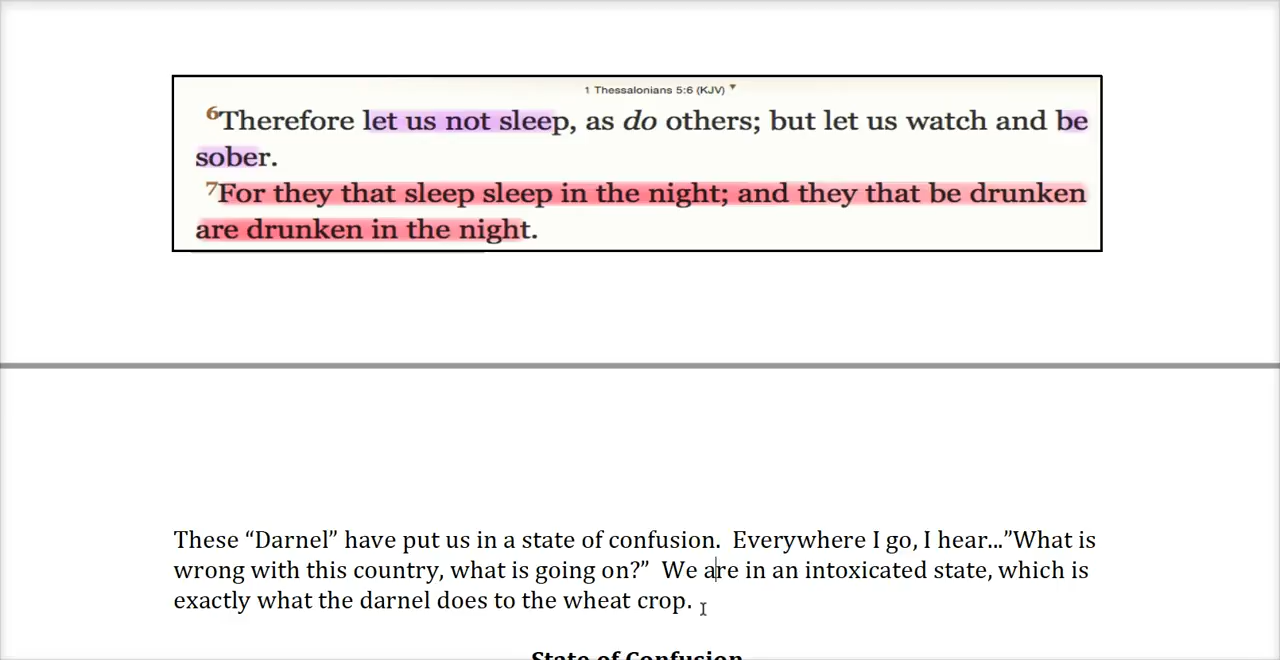 1 Thessalonians 5:6 (KJV)
6Therefore let us not sleep, as do others; but let us watch and be
sober.
7For they that sleep sleep in the night; and they that be drunken
are drunken in the night.
These “Darnel” have put us in a state of confusion.  Everywhere I go, I hear...”What is
wrong with this country, what is going on?”  We are in an intoxicated state, which is
exactly what the darnel does to the wheat crop.
State of Confusion